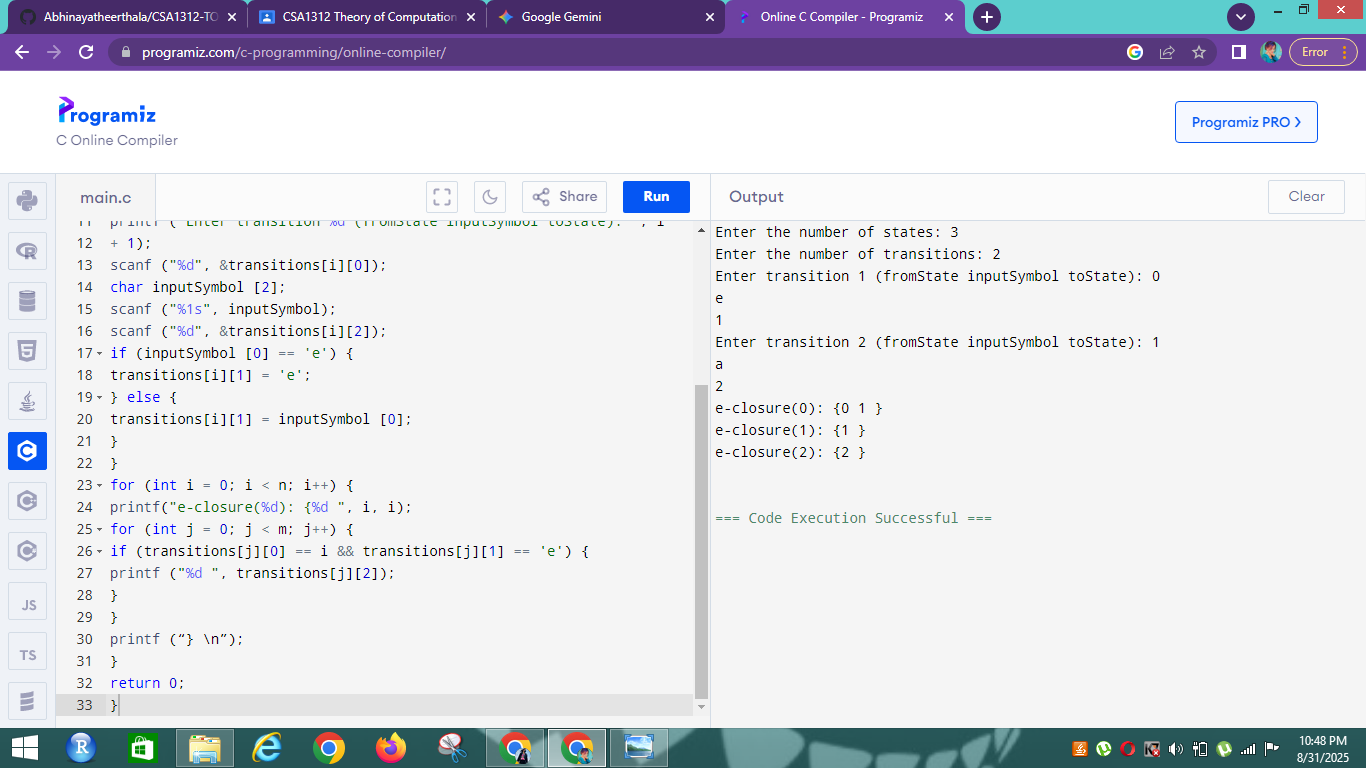 Abhinayatheerthala/CSA1312-TO
CSA1312 Theory of Computation
Google Gemini
Online C Compiler - Programiz
programiz.com/c-programming/online-compiler/
Error
Programiz
C Online Compiler
Programiz PRO
main.c
Share
Run
Output
Clear
11 printf ("Enter transition %d (fromState inputSymbol toState): ", i
12 + 1);
13 scanf ("%d", &transitions[i][0]);
14 char inputSymbol [2];
15 scanf ("%1s", inputSymbol);
16 scanf ("%d", &transitions[i][2]);
17 if (inputSymbol [0] == 'e') {
18 transitions[i][1] = 'e';
19 } else {
20 transitions[i][1] = inputSymbol [0];
21 }
22 }
23 for (int i = 0; i < n; i++) {
24 printf("e-closure(%d): {%d ", i, i);
25 for (int j = 0; j < m; j++) {
26 if (transitions[j][0] == i && transitions[j][1] == 'e') {
27 printf ("%d ", transitions[j][2]);
28 }
29 }
30 printf (“} \n”);
31 }
32 return 0;
33 }
Enter the number of states: 3
Enter the number of transitions: 2
Enter transition 1 (fromState inputSymbol toState): 0
e
1
Enter transition 2 (fromState inputSymbol toState): 1
a
2
e-closure(0): {0 1 }
e-closure(1): {1 }
e-closure(2): {2 }
=== Code Execution Successful ===
JS
TS
10:48 PM
8/31/2025